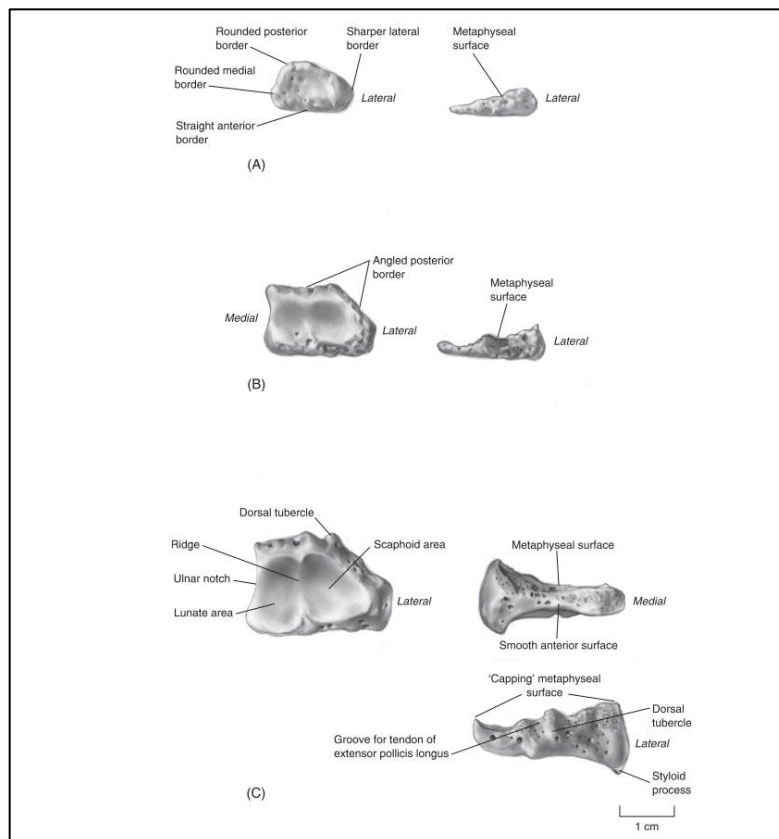 Rounded posterior
border
Sharper lateral
border
Metaphyseal
surface
Rounded medial
border
Lateral
Lateral
Straight anterior
border
(A)
Angled posterior
border
Metaphyseal
surface
Medial
Lateral
Lateral
(B)
Dorsal tubercle
Ridge
Scaphoid area
Metaphyseal surface
Ulnar notch
Lateral
Medial
Lunate area
Smooth anterior surface
'Capping' metaphyseal
surface
Dorsal
tubercle
Groove for tendon of
extensor pollicis longus
Lateral
Styloid
process
(C)
1 cm